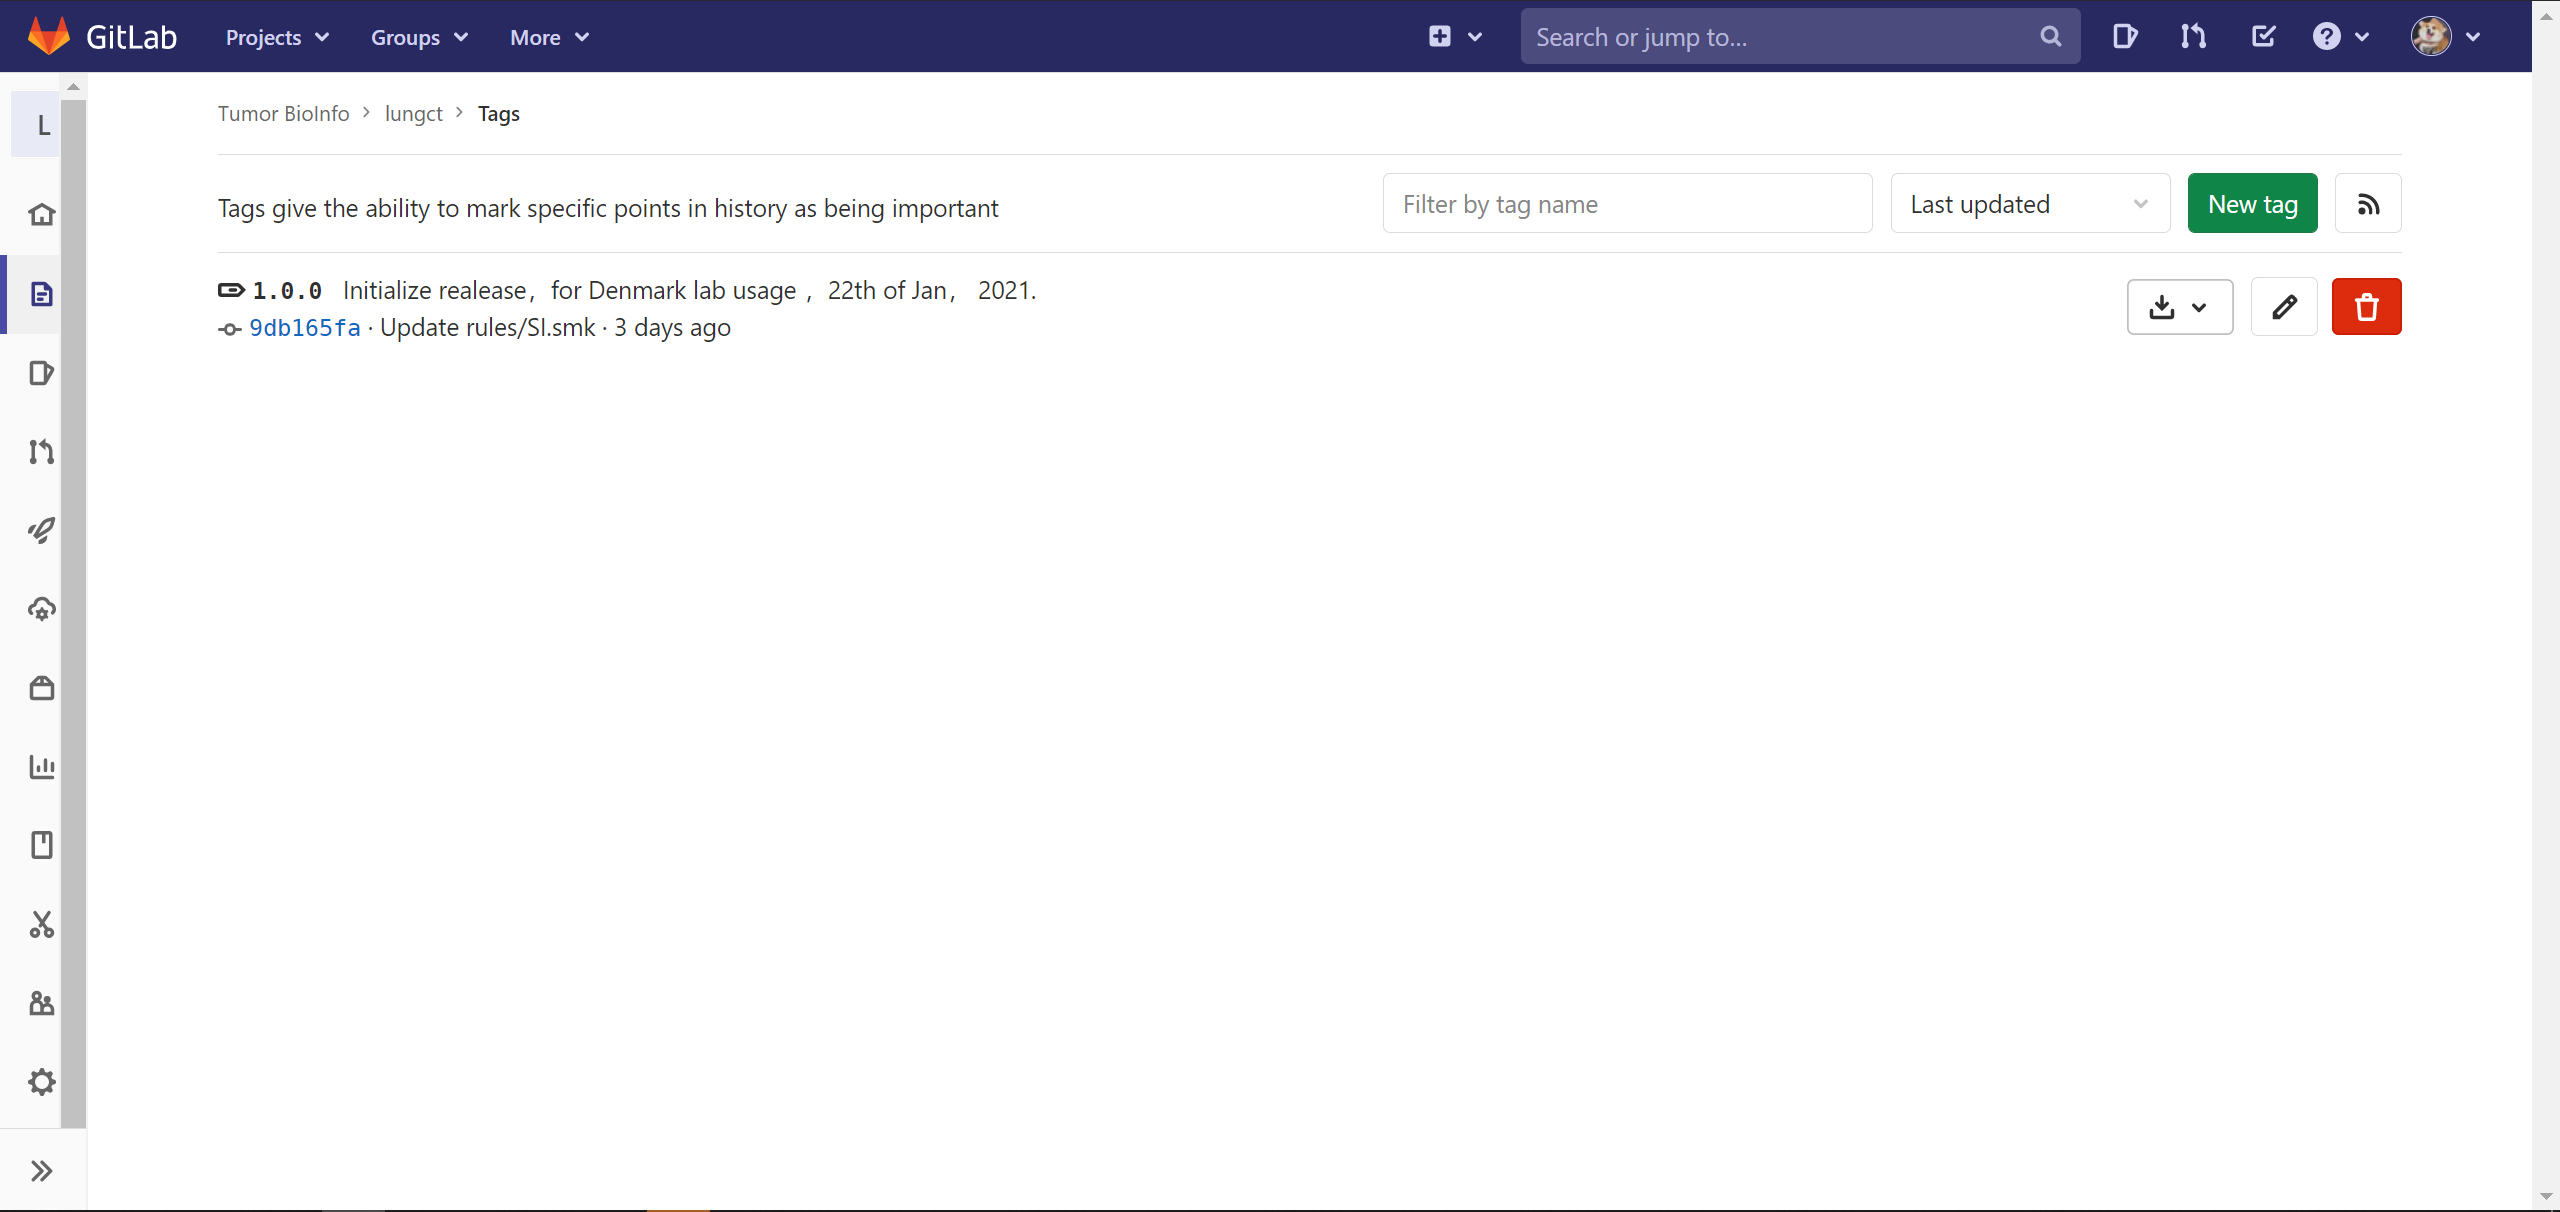 GitLab Projects Groups More Search or jump to...
L
Tumor BioInfo > lungct > Tags
Tags give the ability to mark specific points in history as being important
Filter by tag name
Last updated
New tag
1.0.0 Initialize realease， for Denmark lab usage ，22th of Jan， 2021.
9db165fa · Update rules/SI.smk · 3 days ago